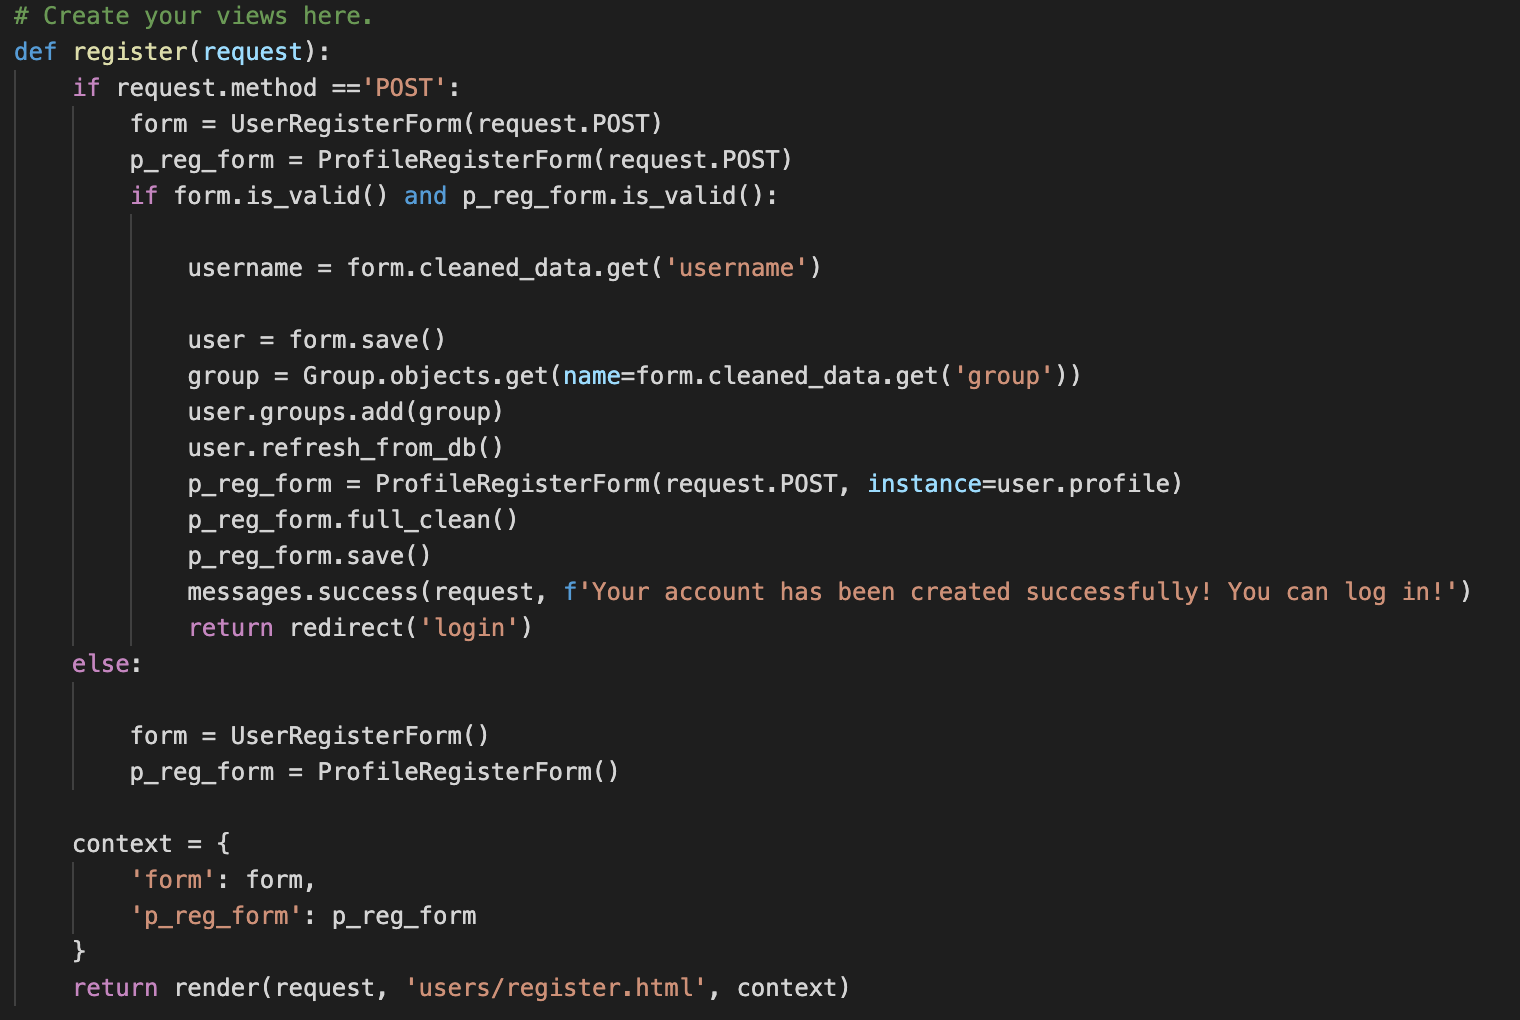 # Create your views here.
def register(request):
    if request.method =='POST':
        form = UserRegisterForm(request.POST)
        p_reg_form = ProfileRegisterForm(request.POST)
        if form.is_valid() and p_reg_form.is_valid():

            username = form.cleaned_data.get('username')

            user = form.save()
            group = Group.objects.get(name=form.cleaned_data.get('group'))
            user.groups.add(group)
            user.refresh_from_db()
            p_reg_form = ProfileRegisterForm(request.POST, instance=user.profile)
            p_reg_form.full_clean()
            p_reg_form.save()
            messages.success(request, f'Your account has been created successfully! You can log in!')
            return redirect('login')
    else:

        form = UserRegisterForm()
        p_reg_form = ProfileRegisterForm()

    context = {
        'form': form,
        'p_reg_form': p_reg_form
    }
    return render(request, 'users/register.html', context)